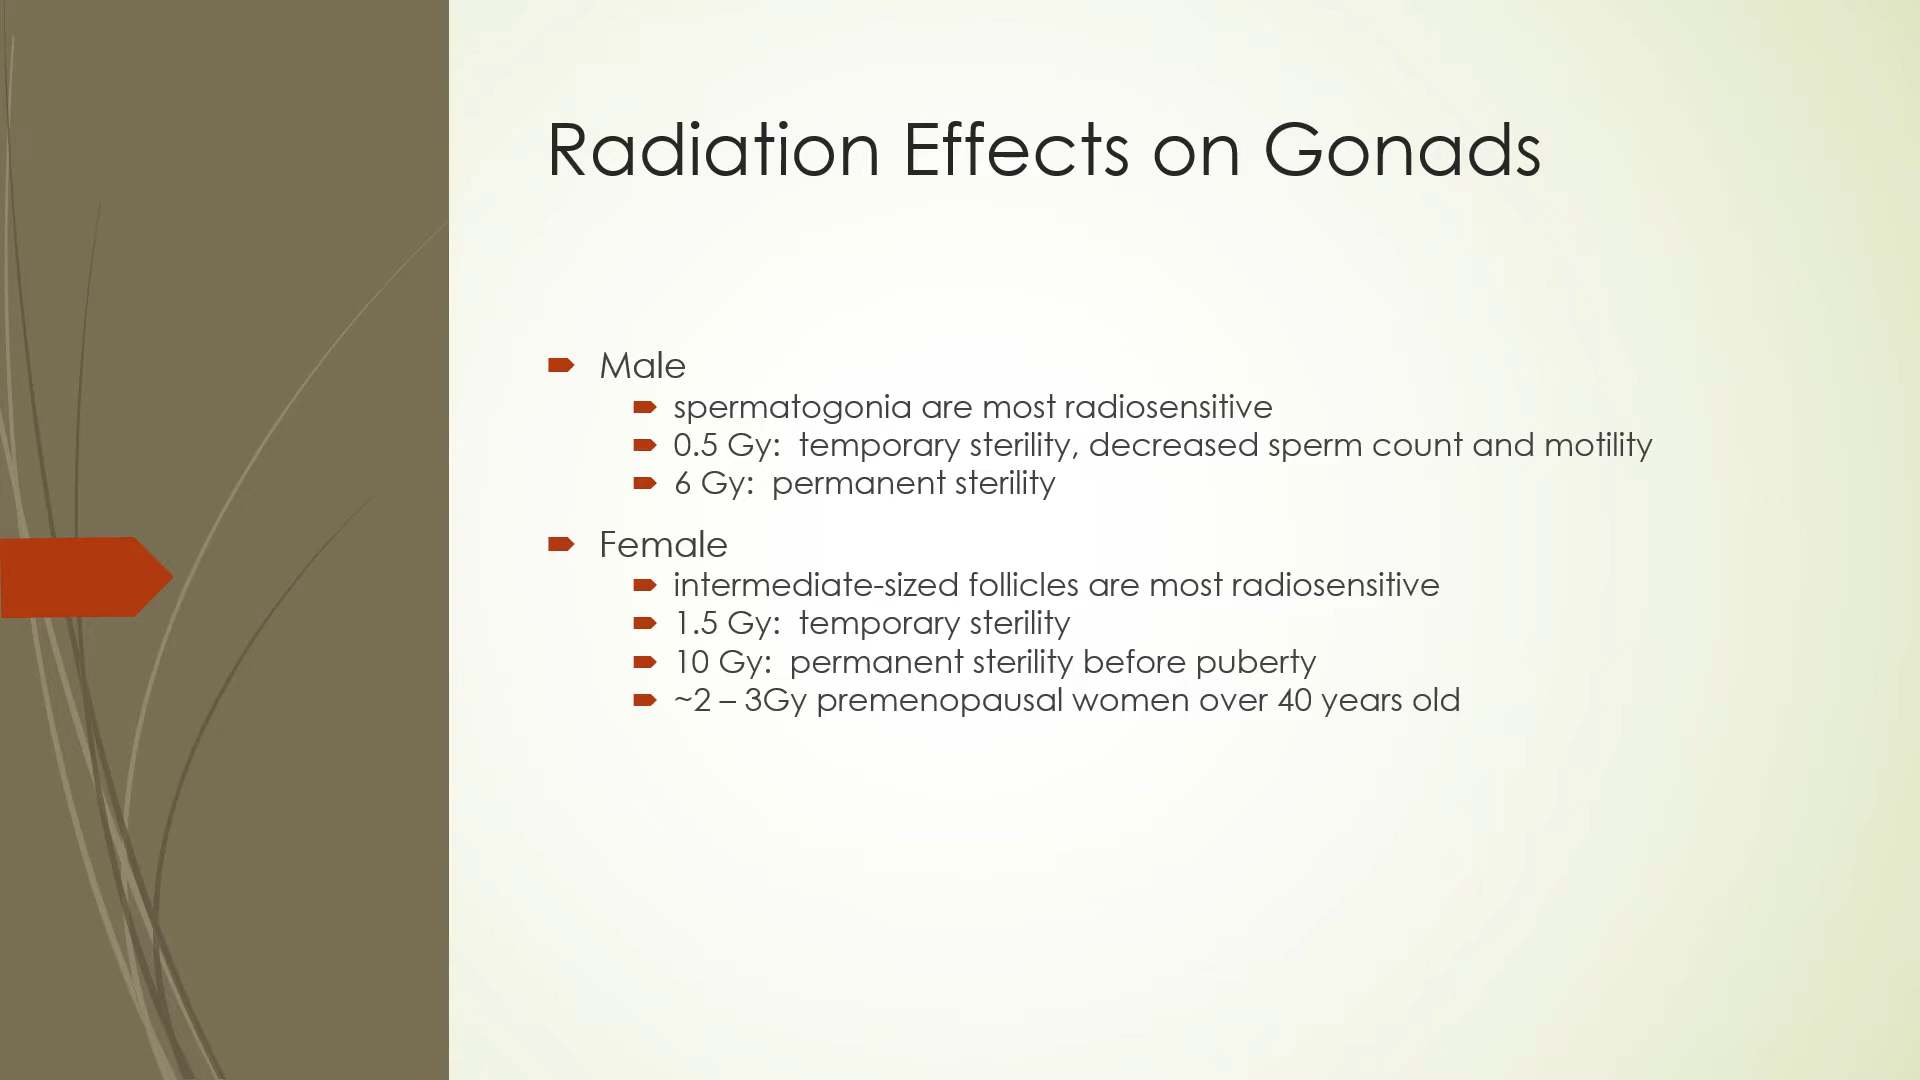 Radiation Effects on Gonads
Male
spermatogonia are most radiosensitive
0.5 Gy:  temporary sterility, decreased sperm count and motility
6 Gy:  permanent sterility
Female
intermediate-sized follicles are most radiosensitive
1.5 Gy:  temporary sterility
10 Gy:  permanent sterility before puberty
~2 – 3Gy premenopausal women over 40 years old